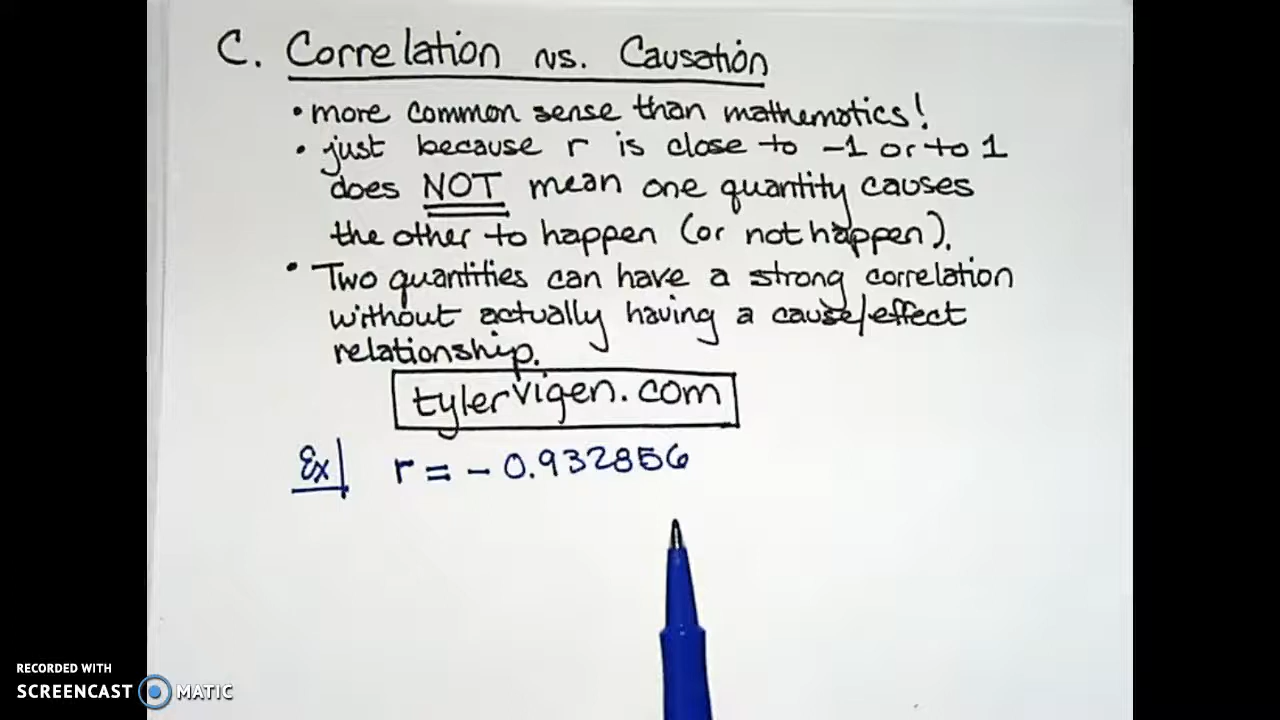 C. Correlation vs. Causation
• more common sense than mathematics!
• just because r is close to -1 or to 1
does NOT mean one quantity causes
the other to happen (or not happen).
• Two quantities can have a strong correlation
without actually having a cause/effect
relationship.
tylervigen.com
Ex| r = - 0.932856
RECORDED WITH
SCREENCAST MATIC